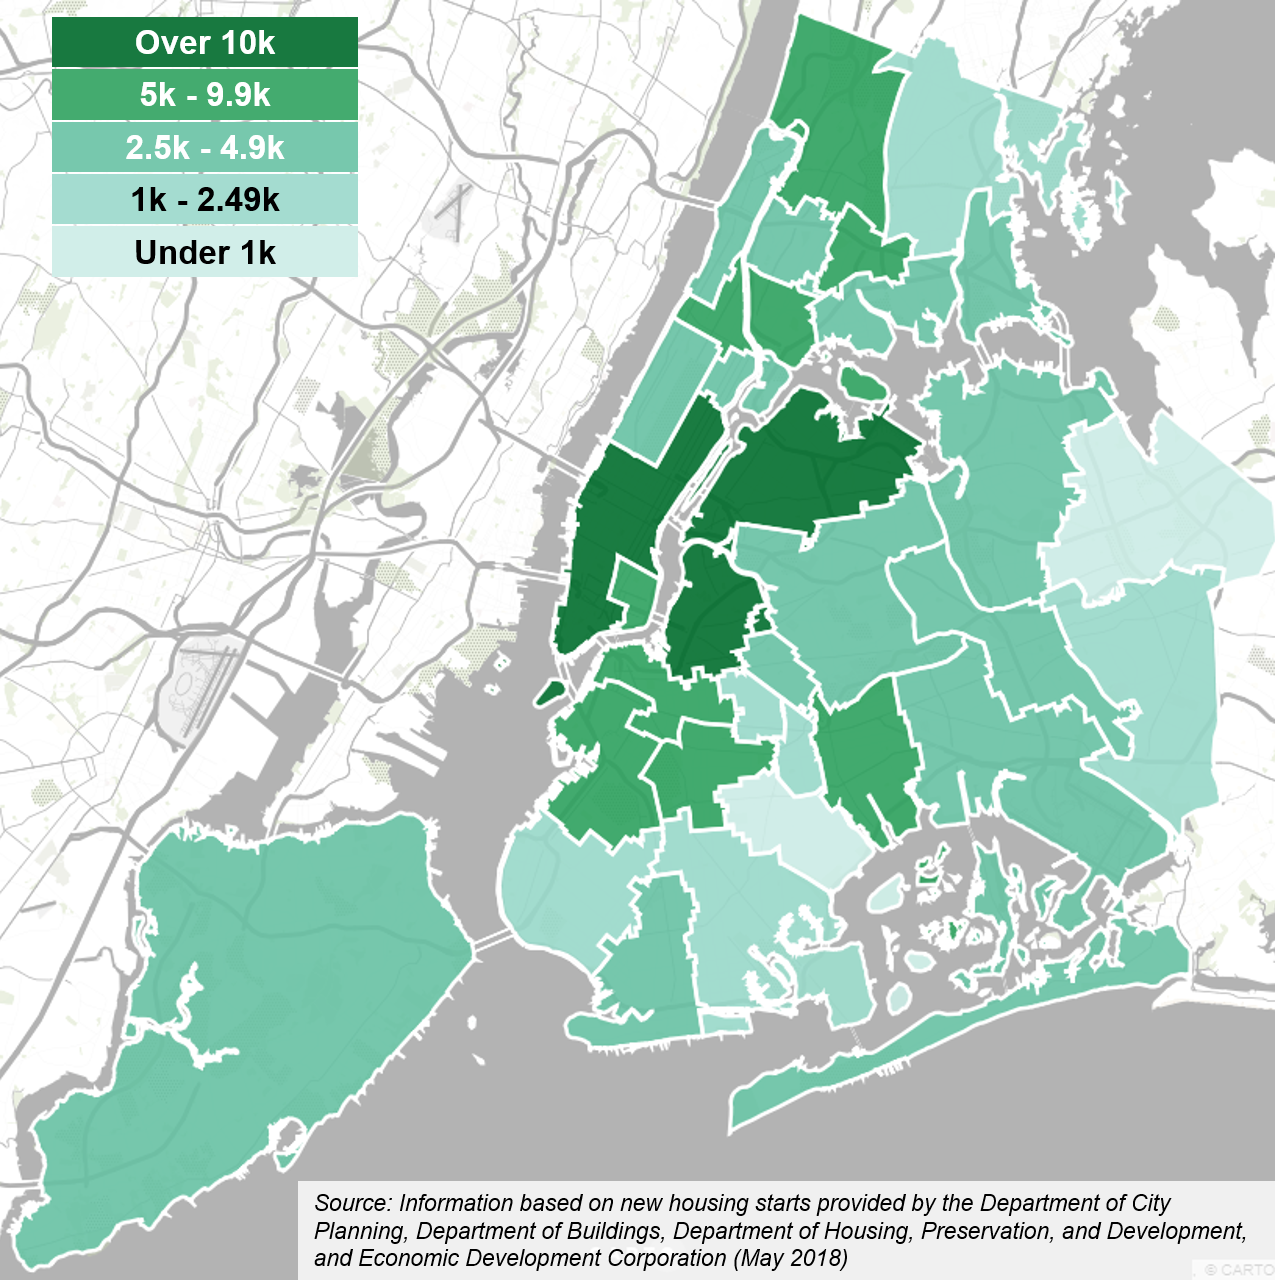 Over 10k
5k - 9.9k
2.5k - 4.9k
1k - 2.49k
Under 1k
Source: Information based on new housing starts provided by the Department of City
Planning, Department of Buildings, Department of Housing, Preservation, and Development,
and Economic Development Corporation (May 2018)
© CARTO